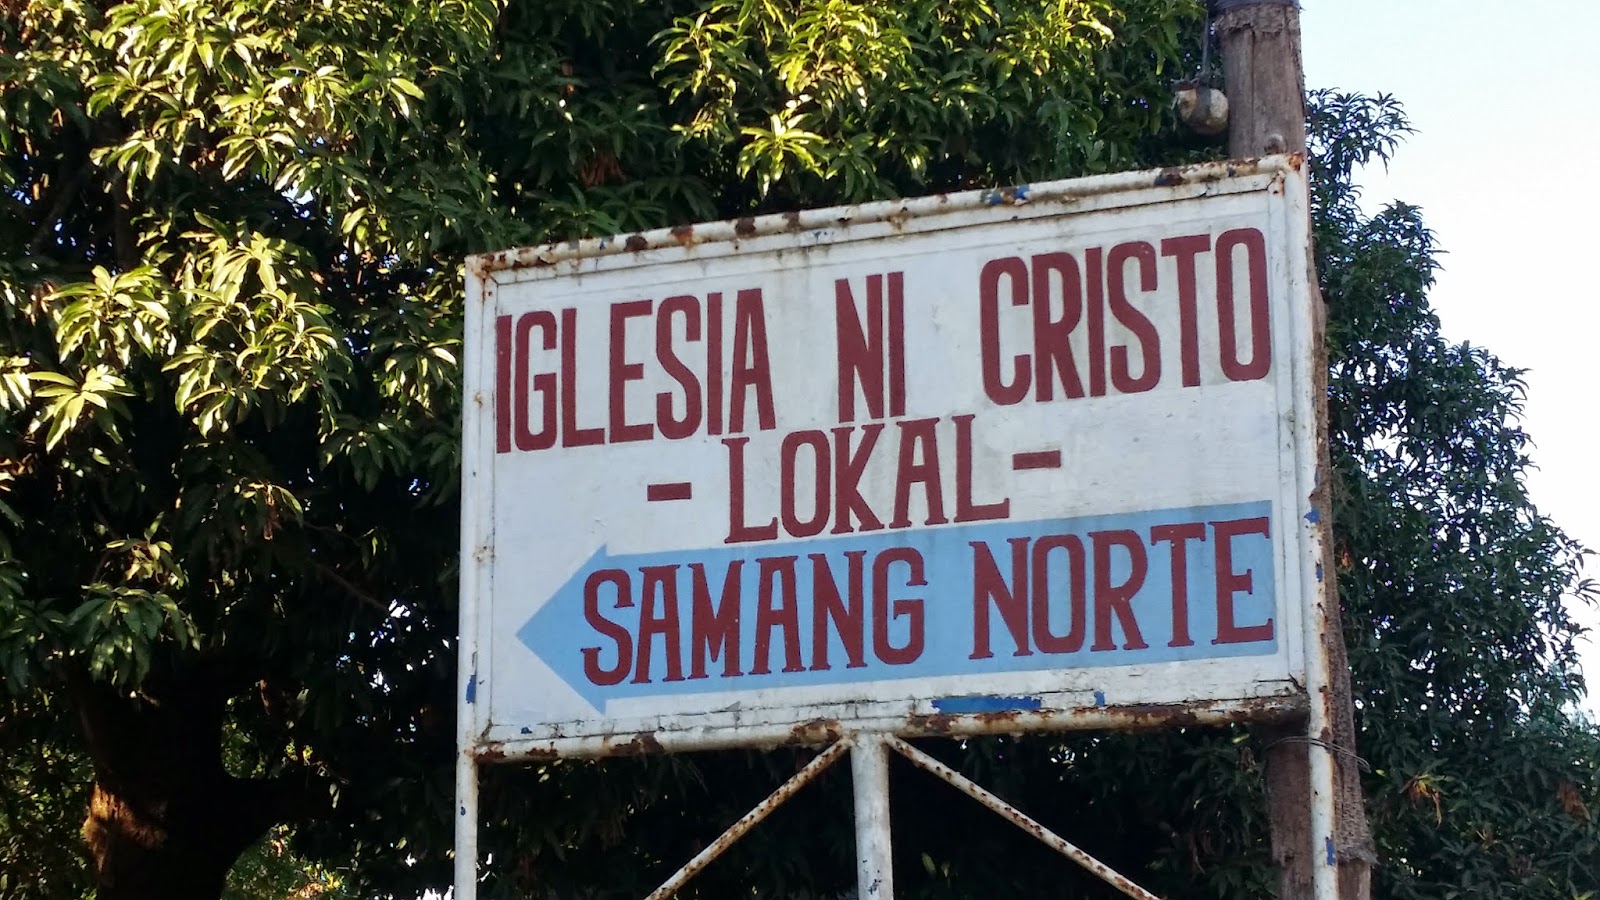 IGLESIA NI CRISTO
- LOKAL -
SAMANG NORTE